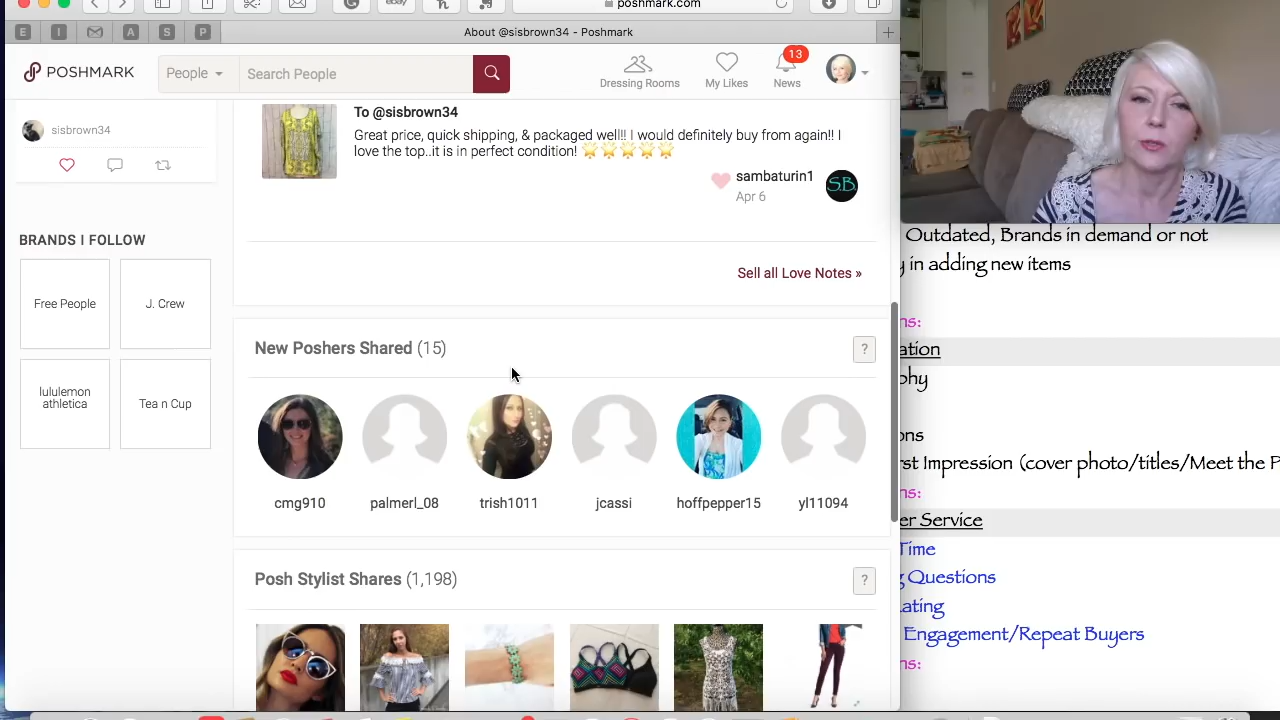 poshmark.com
ebay
E I A S P About @sisbrown34 - Poshmark +
POSHMARK People Search People Dressing Rooms My Likes 13 News
sisbrown34
To @sisbrown34
Great price, quick shipping, & packaged well!!! I would definitely buy from again!! I
love the top..it is in perfect condition! 🌟🌟🌟🌟🌟
sambaturin1
Apr 6
SB
Sell all Love Notes »
BRANDS I FOLLOW
Free People
J. Crew
lululemon
athletica
Tea n Cup
New Poshers Shared (15) ?
cmg910 palmerl_08 trish1011 jcassi hoffpepper15 yl11094
Posh Stylist Shares (1,198) ?
Outdated, Brands in demand or not
y in adding new items
ns:
ation
phy
ons
rst Impression (cover photo/titles/Meet the P
ns:
er Service
Time
g Questions
ating
Engagement/Repeat Buyers
ns: